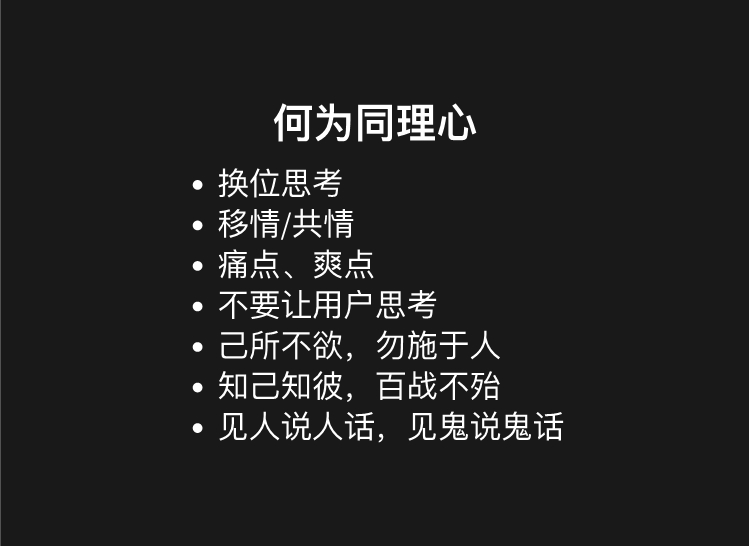 何为同理心
• 换位思考
• 移情/共情
• 痛点、爽点
• 不要让用户思考
• 己所不欲，勿施于人
• 知己知彼，百战不殆
• 见人说人话，见鬼说鬼话